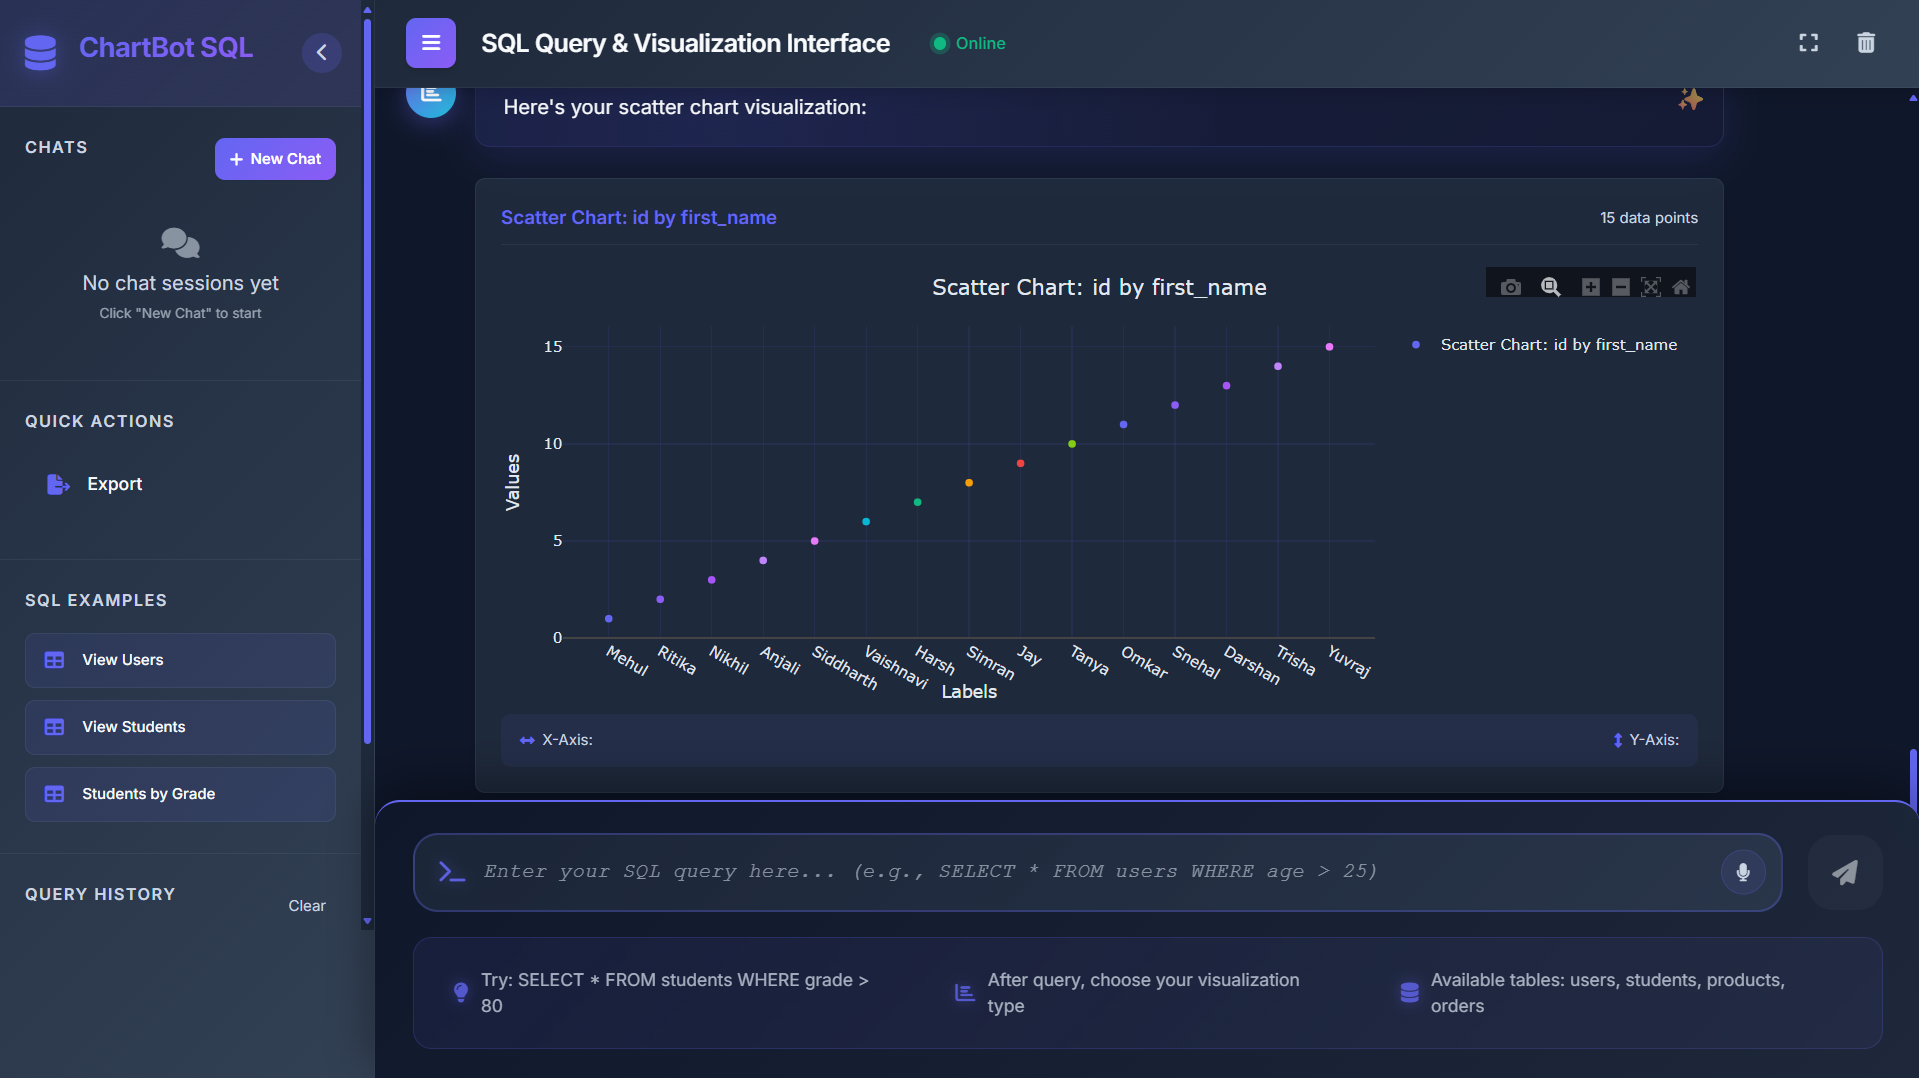 ChartBot SQL
CHATS
New Chat
No chat sessions yet
Click "New Chat" to start
QUICK ACTIONS
Export
SQL EXAMPLES
View Users
View Students
Students by Grade
QUERY HISTORY
Clear
SQL Query & Visualization Interface
Online
Here's your scatter chart visualization:
Scatter Chart: id by first_name
15 data points
Scatter Chart: id by first_name
Scatter Chart: id by first_name
Values
15
10
5
0
Mehul
Ritika
Nikhil
Anjali
Siddharth
Vaishnavi
Harsh
Simran
Jay
Tanya
Omkar
Snehal
Darshan
Trisha
Yuvraj
Labels
X-Axis:
Y-Axis:
Enter your SQL query here... (e.g., SELECT * FROM users WHERE age > 25)
Try: SELECT * FROM students WHERE grade >
80
After query, choose your visualization
type
Available tables: users, students, products,
orders